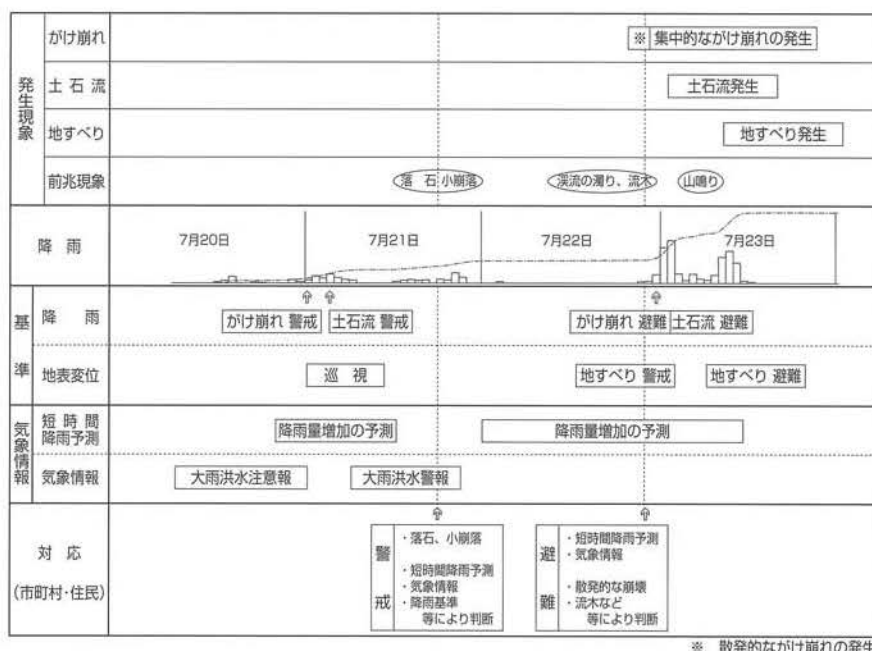 発生現象
がけ崩れ
※ 集中的ながけ崩れの発生
土石流
土石流発生
地すべり
地すべり発生
前兆現象
落石 小崩落
渓流の濁り、流木
山鳴り
降雨
7月20日
7月21日
7月22日
7月23日
基準
降雨
がけ崩れ 警戒
土石流 警戒
がけ崩れ 避難
土石流 避難
地表変位
巡視
地すべり 警戒
地すべり 避難
気象情報
短時間
降雨予測
降雨量増加の予測
降雨量増加の予測
気象情報
大雨洪水注意報
大雨洪水警報
対応
(市町村・住民)
警戒
・落石、小崩落
・短時間降雨予測
・気象情報
・降雨基準
等により判断
避難
・短時間降雨予測
・気象情報
・散発的な崩壊
・流木など
等により判断
※ 散発的ながけ崩れの発生